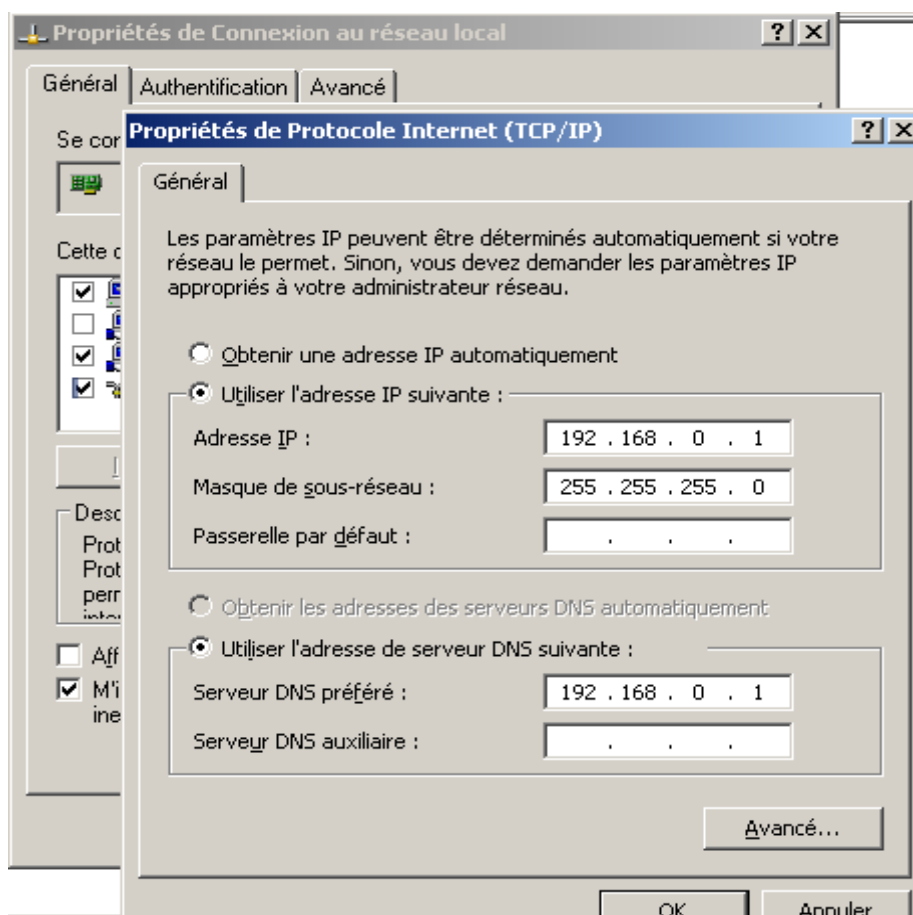 Propriétés de Connexion au réseau local
Général Authentification Avancé
Se cor
Propriétés de Protocole Internet (TCP/IP)
Général
Les paramètres IP peuvent être déterminés automatiquement si votre
réseau le permet. Sinon, vous devez demander les paramètres IP
appropriés à votre administrateur réseau.
Cette c
Obtenir une adresse IP automatiquement
Utiliser l'adresse IP suivante :
Adresse IP : 192 . 168 . 0 . 1
Masque de sous-réseau : 255 . 255 . 255 . 0
Passerelle par défaut : . . .
Desc
Prot
Prot
perr
Obtenir les adresses des serveurs DNS automatiquement
Utiliser l'adresse de serveur DNS suivante :
Serveur DNS préféré : 192 . 168 . 0 . 1
Serveur DNS auxiliaire : . . .
Aff
M'i
ine
Avancé...
OK Annuler